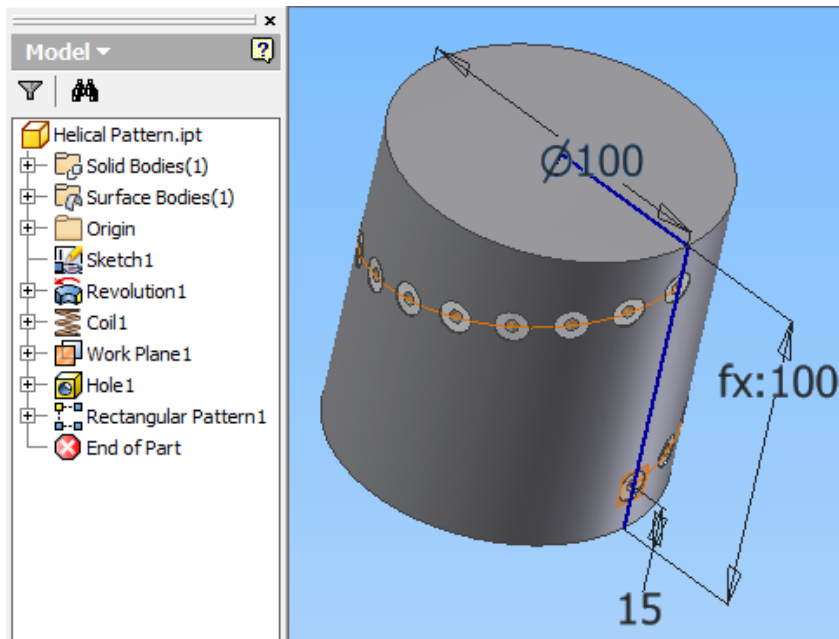 Model
Helical Pattern.ipt
Solid Bodies(1)
Surface Bodies(1)
Origin
Sketch1
Revolution1
Coil1
Work Plane1
Hole1
Rectangular Pattern1
End of Part
Ø100
fx:100
15